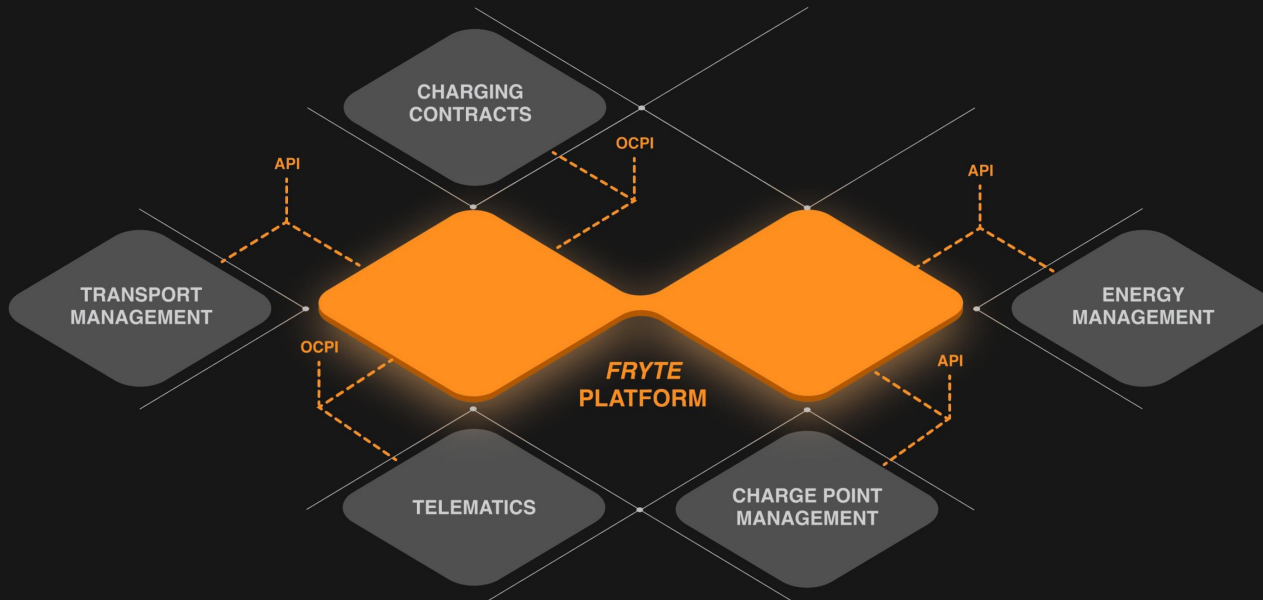 CHARGING
CONTRACTS
OCPI
API
API
TRANSPORT
MANAGEMENT
ENERGY
MANAGEMENT
OCPI
API
FRYTE
PLATFORM
TELEMATICS
CHARGE POINT
MANAGEMENT